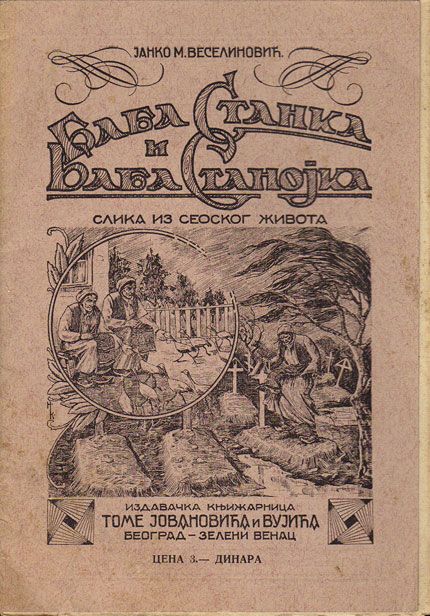 ЈАНКО М. ВЕСЕЛИНОВИЋ.
БАБА СТАНКА
И
БАБА СТАНОЈКА
СЛИКА ИЗ СЕОСКОГ ЖИВОТА
ИЗДАВАЧКА КЊИЖАРНИЦА
ТОМЕ ЈОВАНОВИЋА И ВУЈИЋА
БЕОГРАД – ЗЕЛЕНИ ВЕНАЦ
ЦЕНА 3.— ДИНАРА